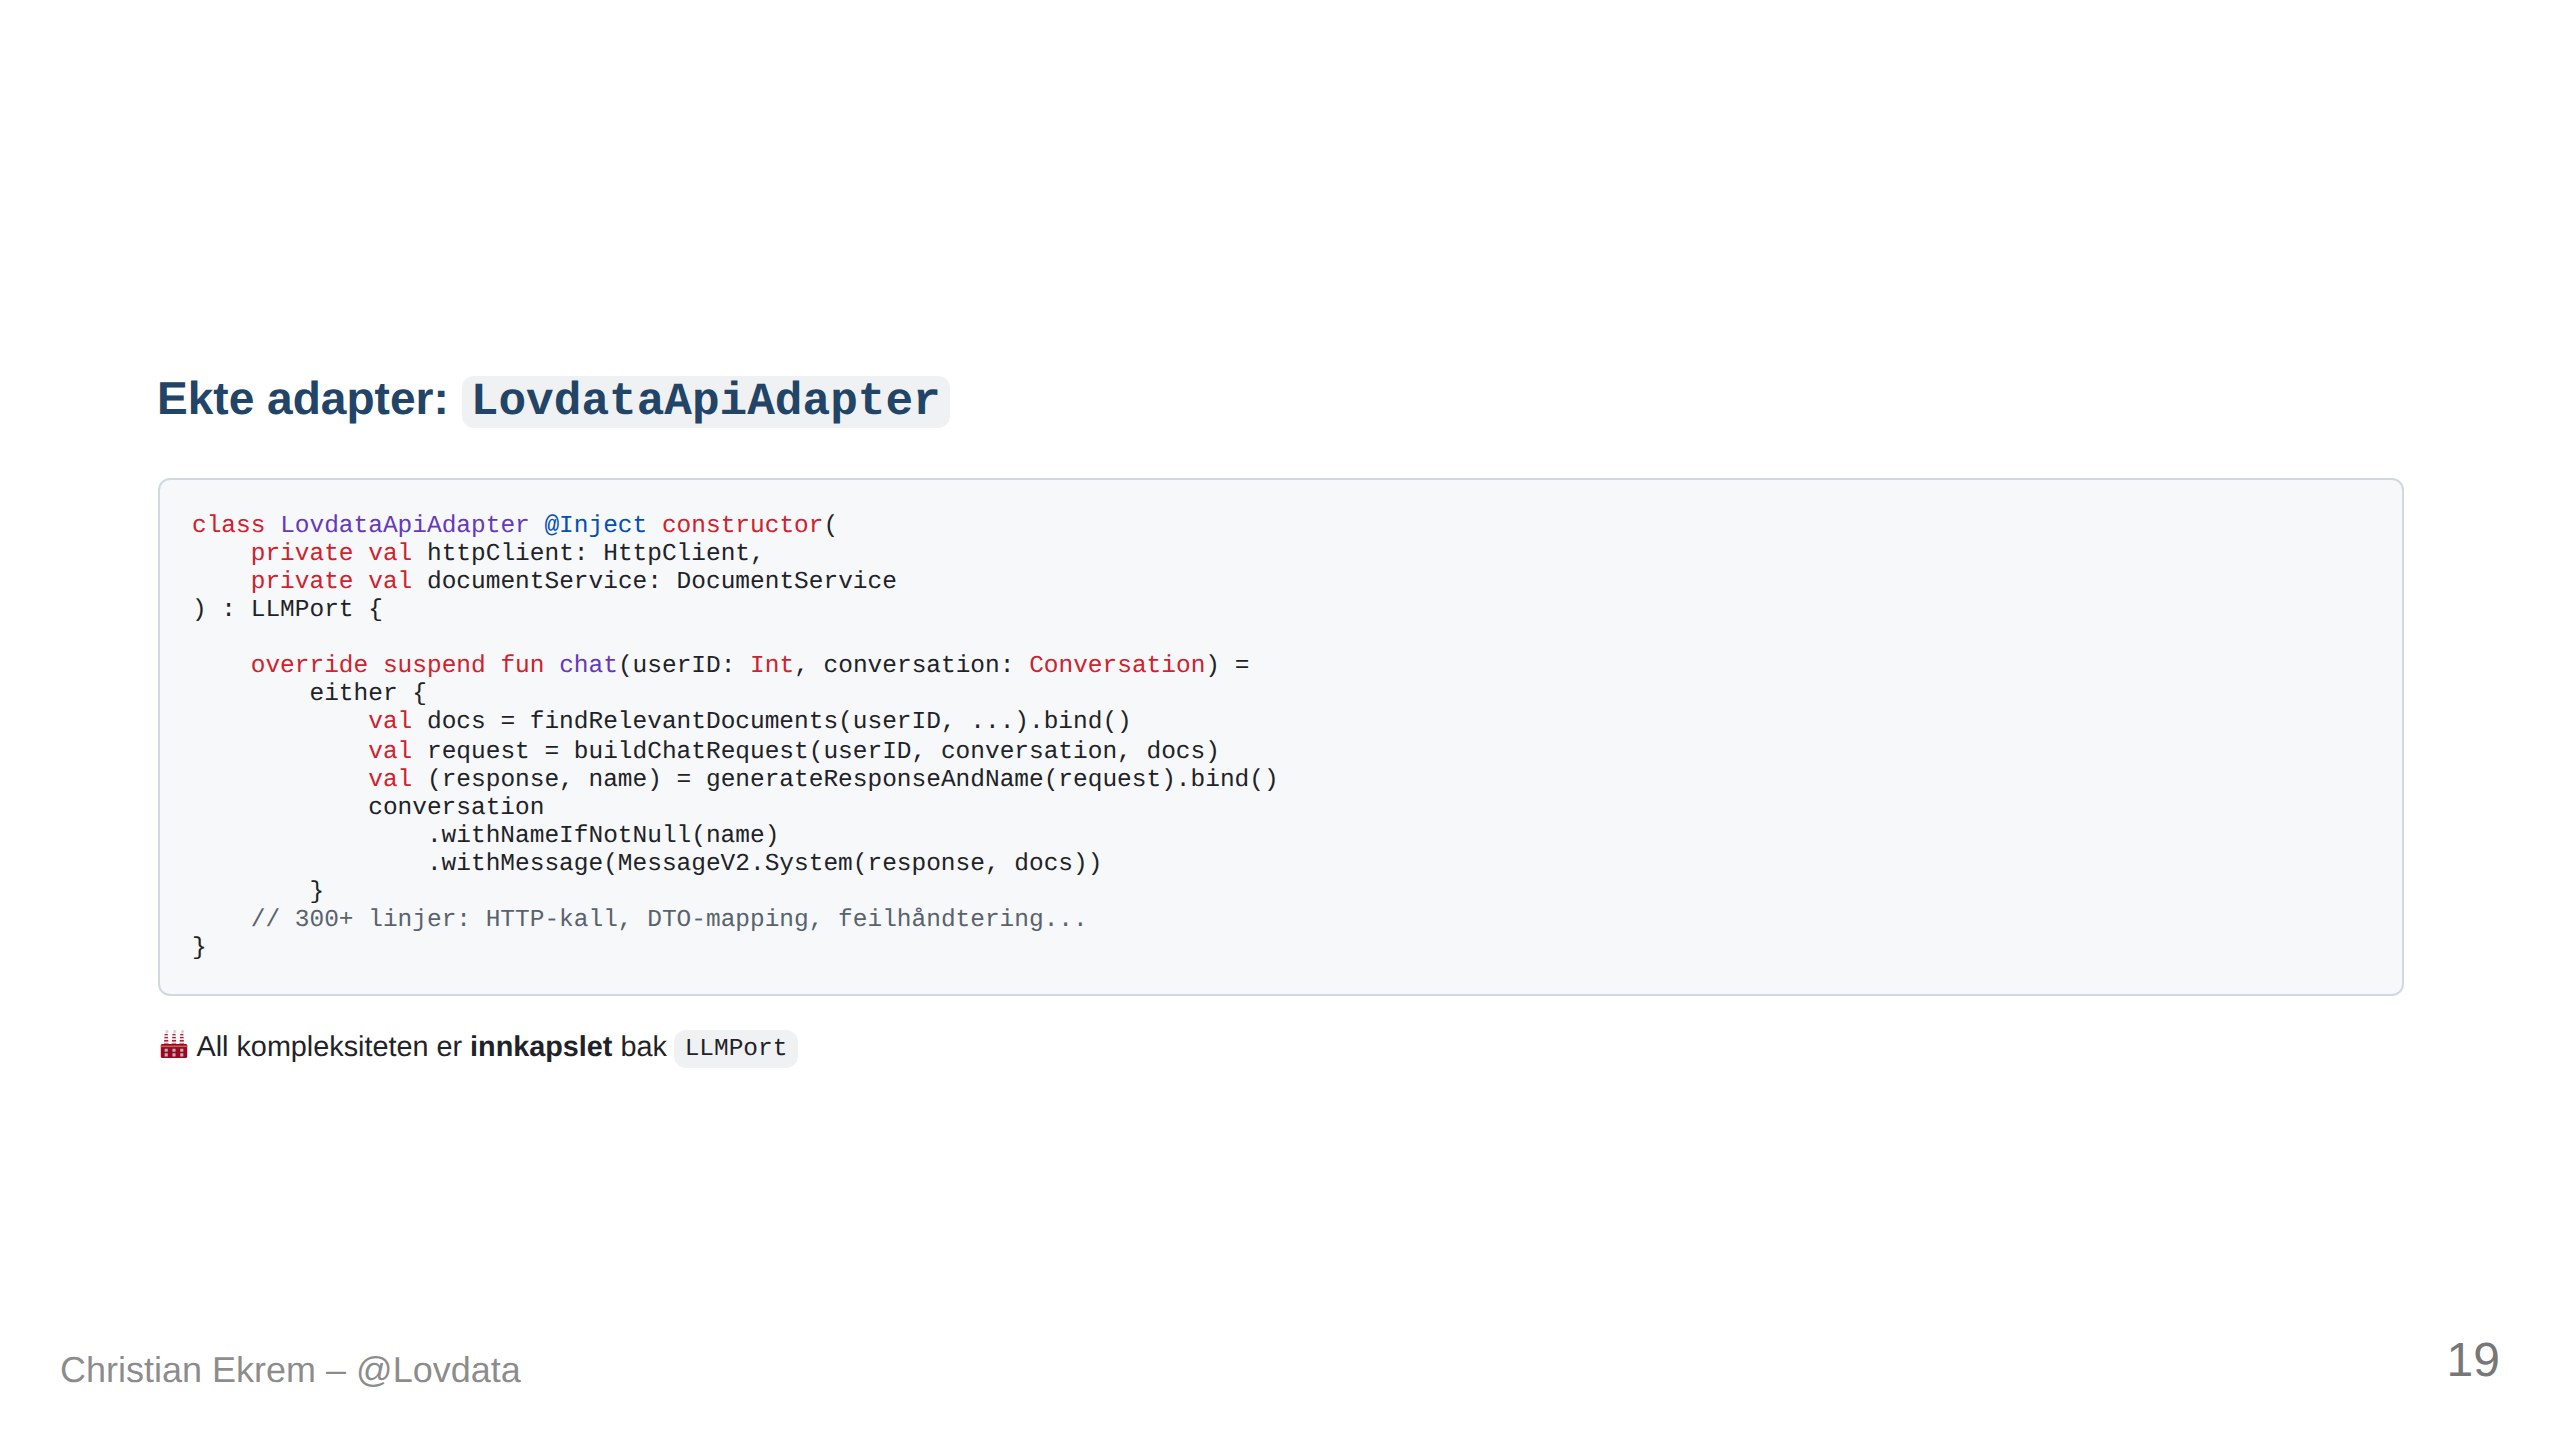 Ekte adapter: LovdataApiAdapter
class LovdataApiAdapter @Inject constructor(
    private val httpClient: HttpClient,
    private val documentService: DocumentService
) : LLMPort {
    override suspend fun chat(userID: Int, conversation: Conversation) =
        either {
            val docs = findRelevantDocuments(userID, ...).bind()
            val request = buildChatRequest(userID, conversation, docs)
            val (response, name) = generateResponseAndName(request).bind()
            conversation
                .withNameIfNotNull(name)
                .withMessage(MessageV2.System(response, docs))
        }
    // 300+ linjer: HTTP-kall, DTO-mapping, feilhåndtering...
}
🏭 All kompleksiteten er innkapslet bak LLMPort
Christian Ekrem – @Lovdata
19